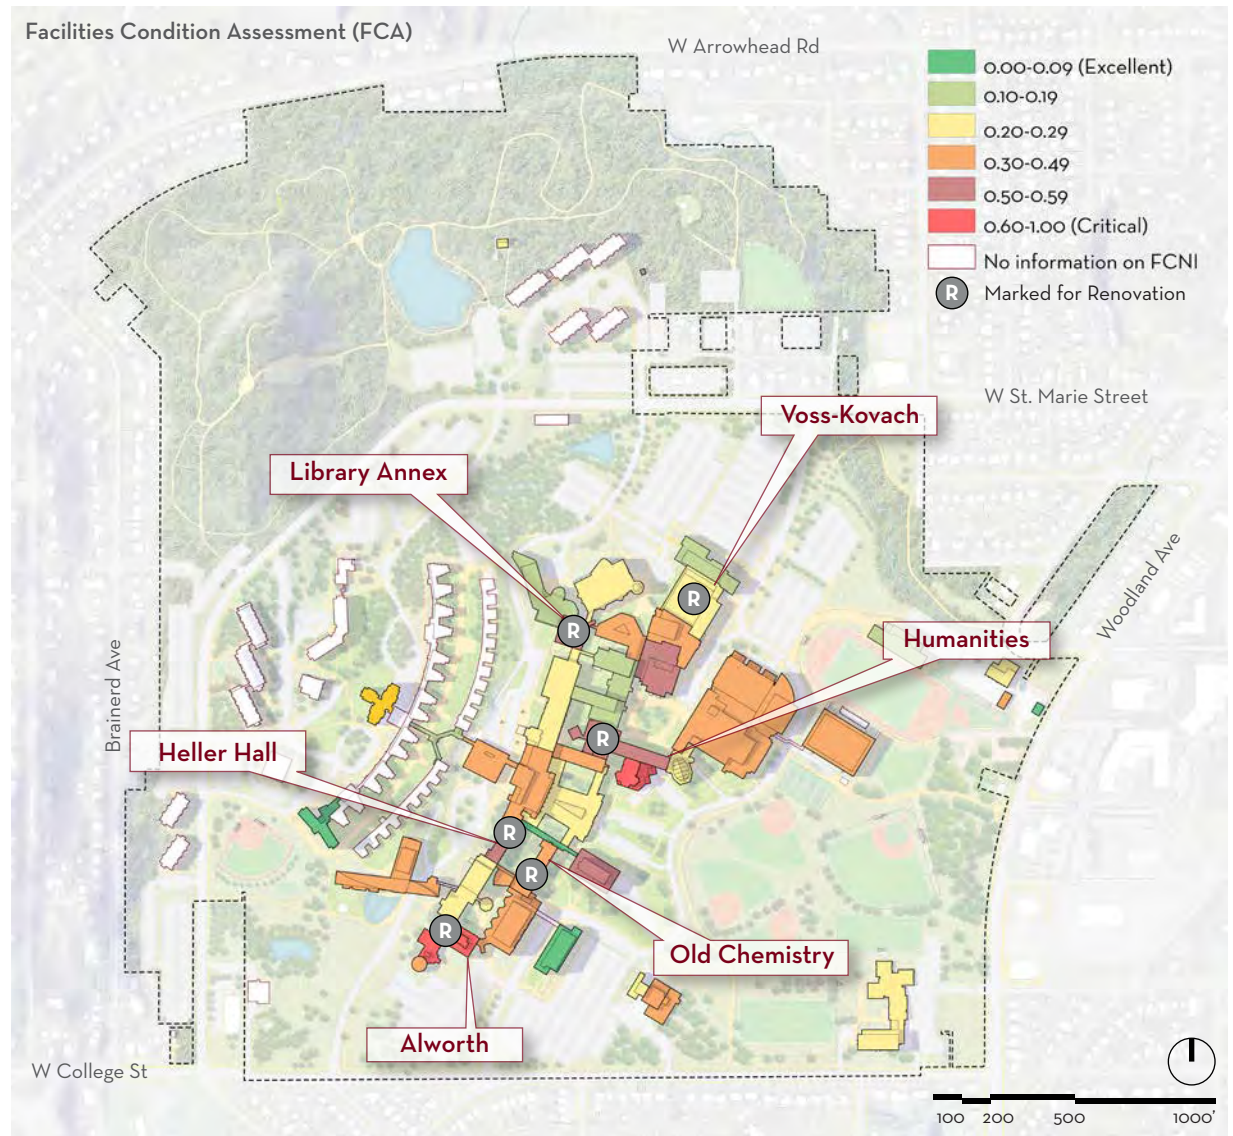 Facilities Condition Assessment (FCA)
W Arrowhead Rd
0.00-0.09 (Excellent)
0.10-0.19
0.20-0.29
0.30-0.49
0.50-0.59
0.60-1.00 (Critical)
No information on FCNI
R Marked for Renovation
W St. Marie Street
Voss-Kovach
Library Annex
Woodland Ave
R
R
Humanities
Brainerd Ave
R
Heller Hall
R
R
Old Chemistry
R
Alworth
W College St
100 200 500 1000'